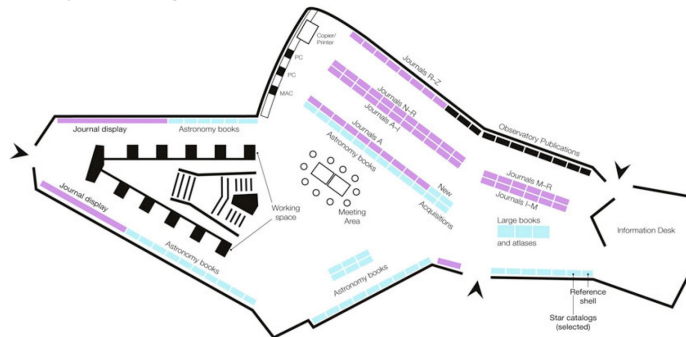 Copier/
Printer
PC
PC
MAC
Journals R–Z
Journals N–R
Journals A–I
Observatory Publications
Journal display
Astronomy books
Journals A
Astronomy books
New
Acquisitions
Journals M–R
Journals I–M
Journal display
Working
space
Meeting
Area
Large books
and atlases
Information Desk
Astronomy books
Astronomy books
Reference
shell
Star catalogs
(selected)